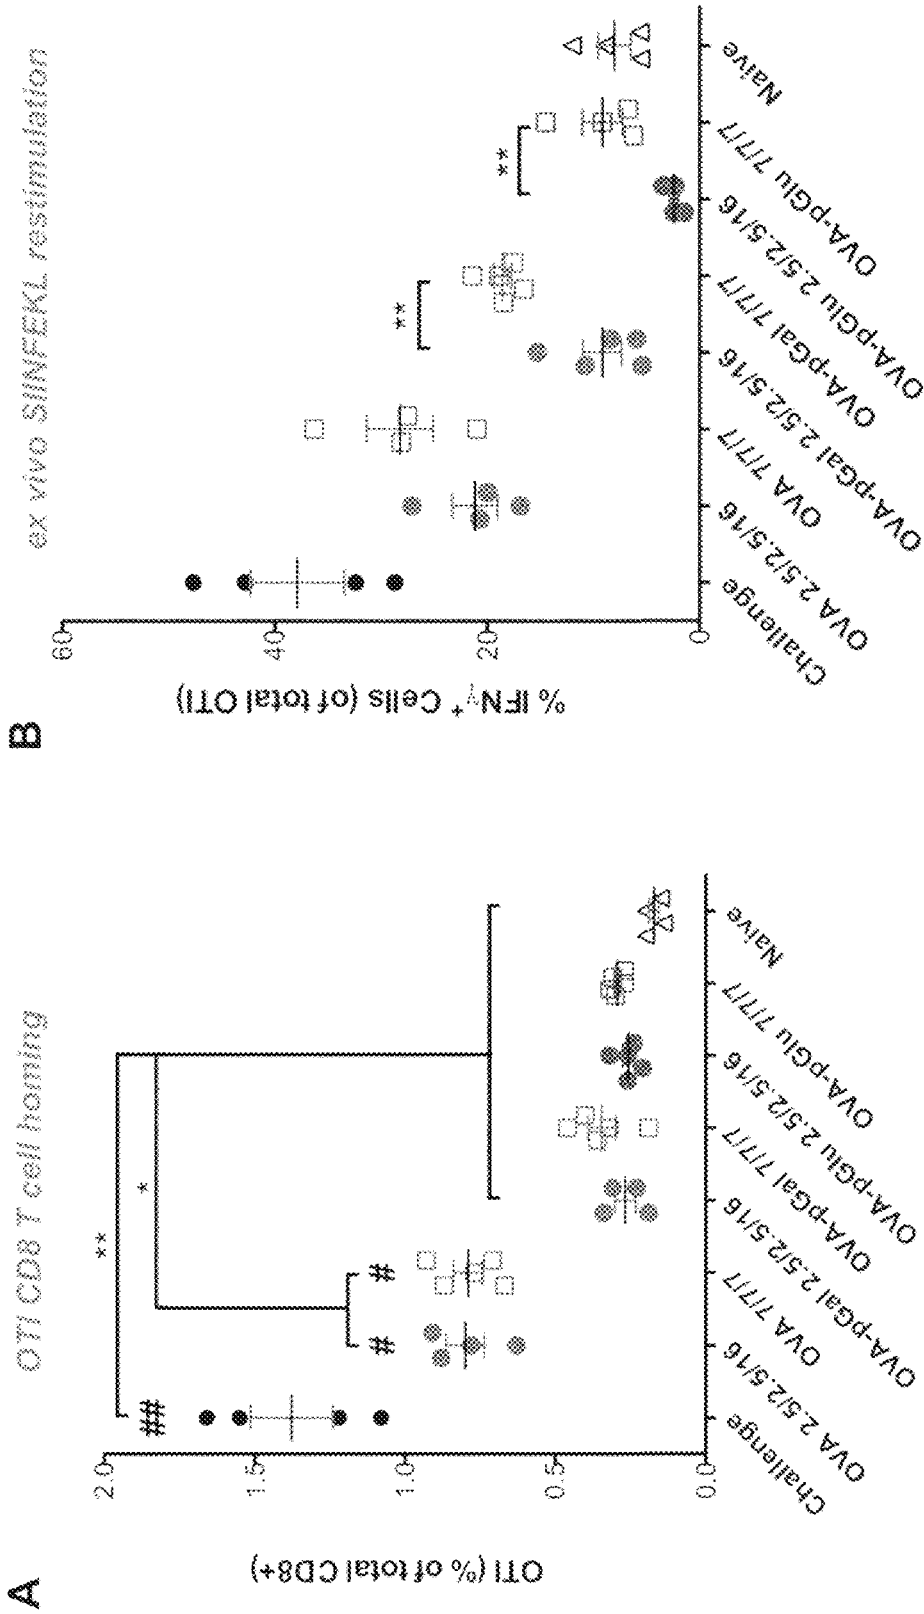 A
OTI CD8 T cell homing
OTI (% of total CD8+)
2.0
1.5
1.0
0.5
0.0
**
*
##
#
#
Challenge
OVA 2.5/2.5/16
OVA 7/7/7
OVA-pGal 2.5/2.5/16
OVA-pGal 7/7/7
OVA-pGlu 2.5/2.5/16
OVA-pGlu 7/7/7
Naive
B
ex vivo SIINFEKL restimulation
% IFNγ+ Cells (of total OTI)
60
40
20
0
**
**
Challenge
OVA 2.5/2.5/16
OVA 7/7/7
OVA-pGal 2.5/2.5/16
OVA-pGal 7/7/7
OVA-pGlu 2.5/2.5/16
OVA-pGlu 7/7/7
Naive